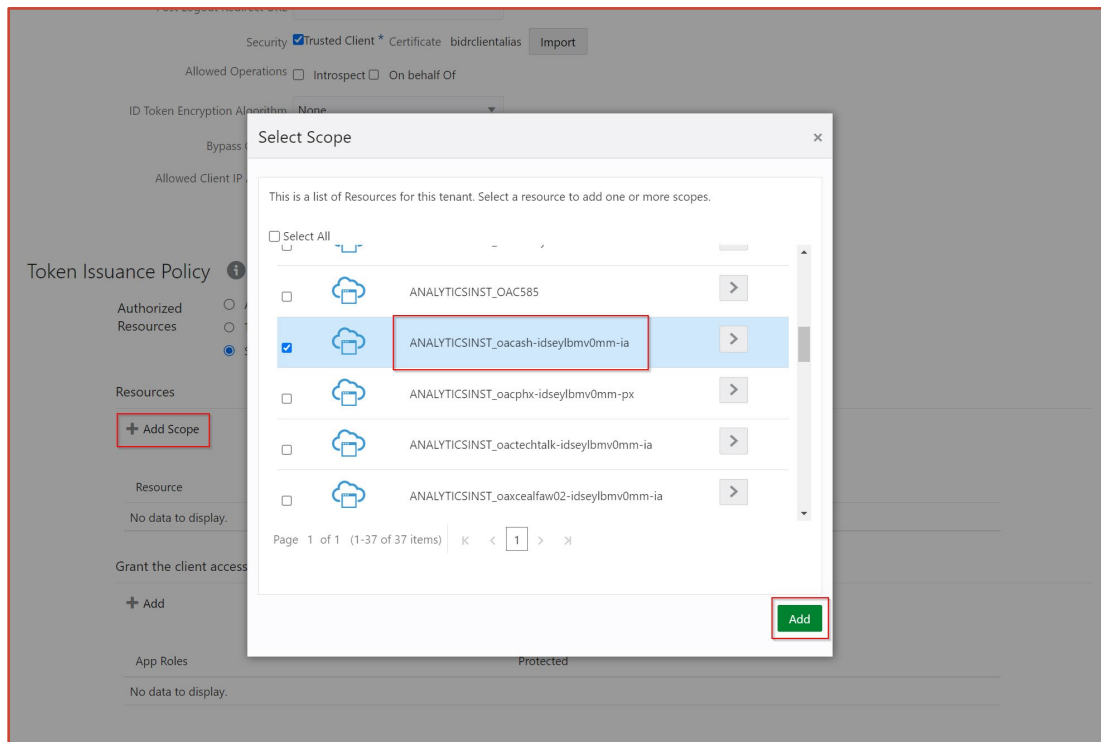 Security Trusted Client * Certificate bidrclientalias Import
Allowed Operations Introspect On behalf Of
ID Token Encryption Algorithm None
Bypass
Allowed Client IP
Select Scope ×
This is a list of Resources for this tenant. Select a resource to add one or more scopes.
Select All
ANALYTICSINST_OAC585
ANALYTICSINST_oacash-idseylbmv0mm-ia
ANALYTICSINST_oacphx-idseylbmv0mm-px
ANALYTICSINST_oactechtalk-idseylbmv0mm-ia
ANALYTICSINST_oaxcealfaw02-idseylbmv0mm-ia
Page 1 of 1 (1-37 of 37 items) K < 1 > >|
Add
Token Issuance Policy
Authorized
Resources
Resources
+ Add Scope
Resource
No data to display.
Grant the client access
+ Add
App Roles Protected
No data to display.